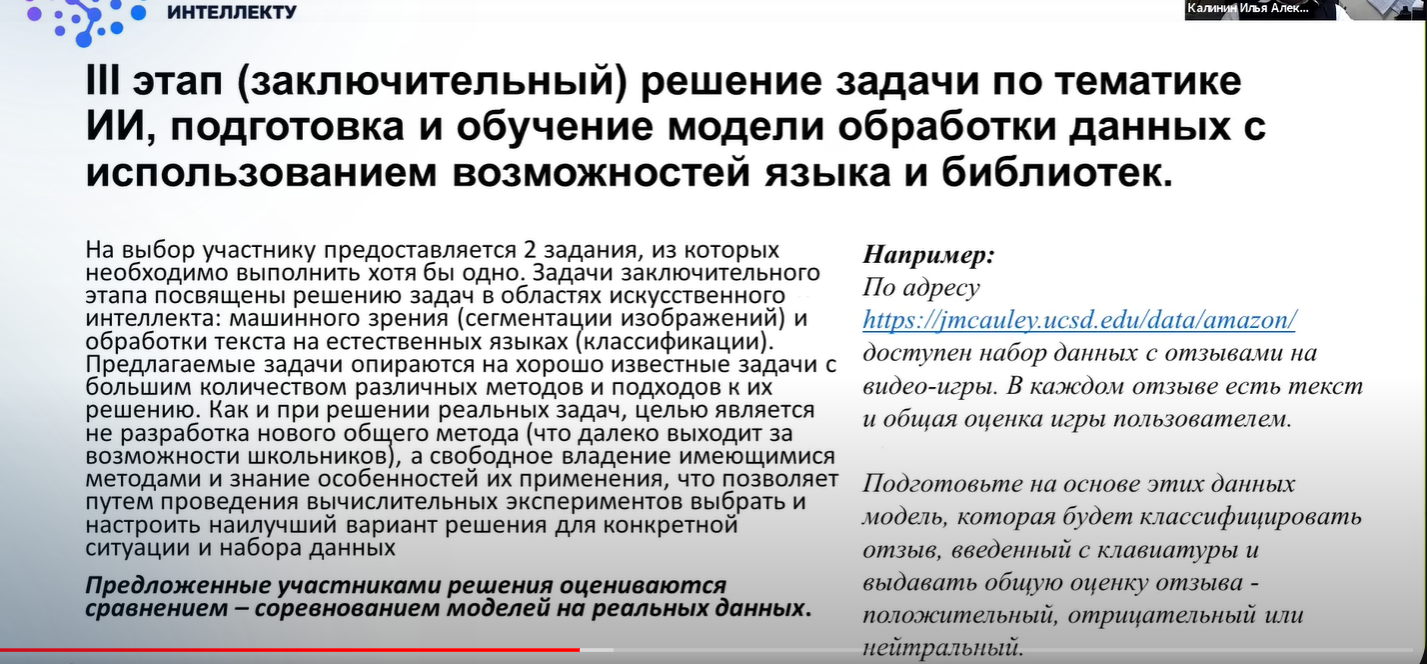 ИНТЕЛЛЕКТУ
Калинин Илья Алек...
III этап (заключительный) решение задачи по тематике
ИИ, подготовка и обучение модели обработки данных с
использованием возможностей языка и библиотек.
На выбор участнику предоставляется 2 задания, из которых
необходимо выполнить хотя бы одно. Задачи заключительного
этапа посвящены решению задач в областях искусственного
интеллекта: машинного зрения (сегментации изображений) и
обработки текста на естественных языках (классификации).
Предлагаемые задачи опираются на хорошо известные задачи с
большим количеством различных методов и подходов к их
решению. Как и при решении реальных задач, целью является
не разработка нового общего метода (что далеко выходит за
возможности школьников), а свободное владение имеющимися
методами и знание особенностей их применения, что позволяет
путем проведения вычислительных экспериментов выбрать и
настроить наилучший вариант решения для конкретной
ситуации и набора данных
Предложенные участниками решения оцениваются
сравнением – соревнованием моделей на реальных данных.
Например:
По адресу
https://jmcauley.ucsd.edu/data/amazon/
доступен набор данных с отзывами на
видео-игры. В каждом отзыве есть текст
и общая оценка игры пользователем.
Подготовьте на основе этих данных
модель, которая будет классифицировать
отзыв, введенный с клавиатуры и
выдавать общую оценку отзыва -
положительный, отрицательный или
нейтральный.